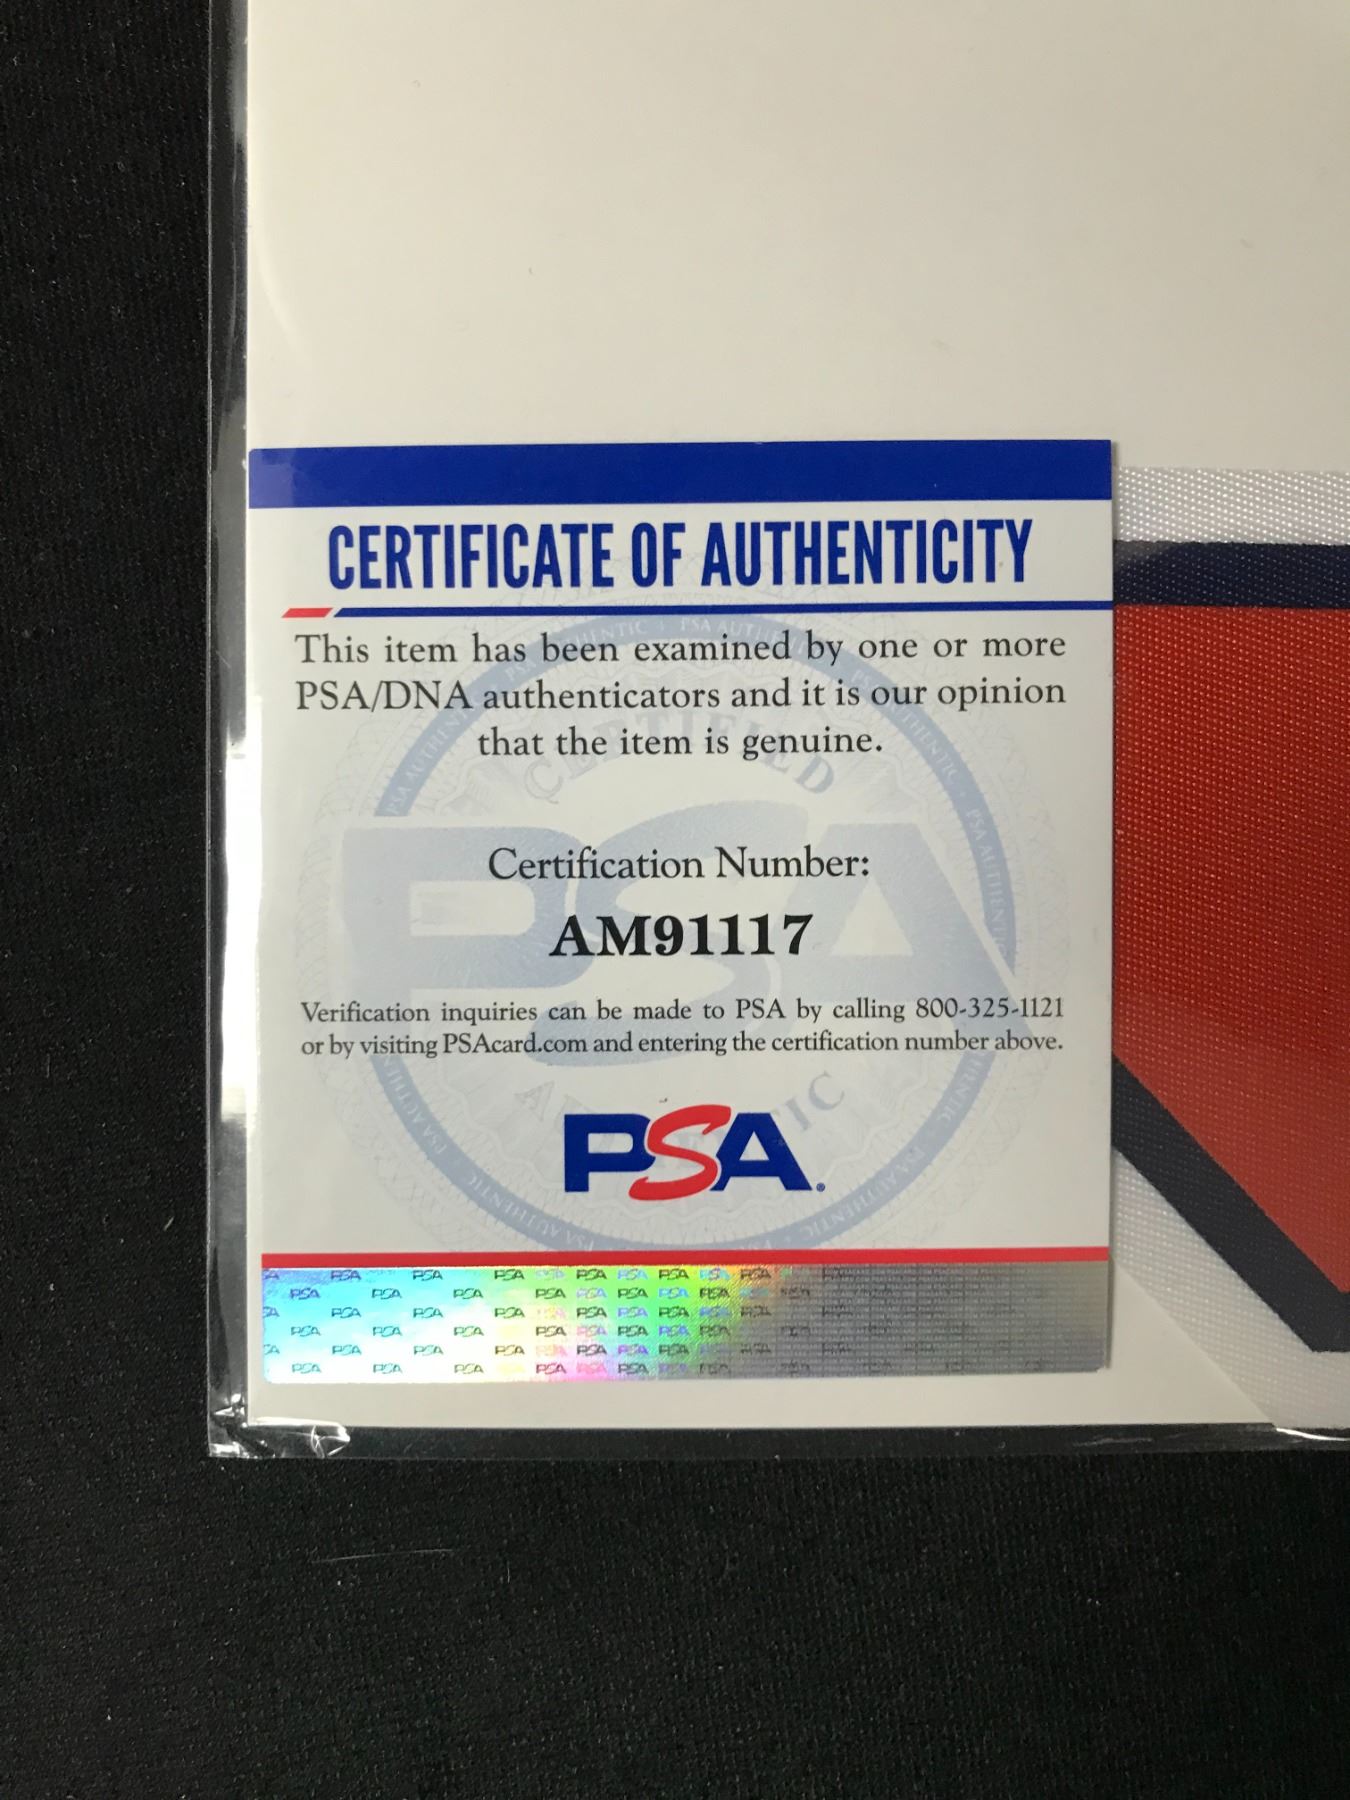 CERTIFICATE OF AUTHENTICITY
This item has been examined by one or more
PSA/DNA authenticators and it is our opinion
that the item is genuine.
CERTIFIED
Certification Number:
AM91117
Verification inquiries can be made to PSA by calling 800-325-1121
or by visiting PSAcard.com and entering the certification number above.
PSA